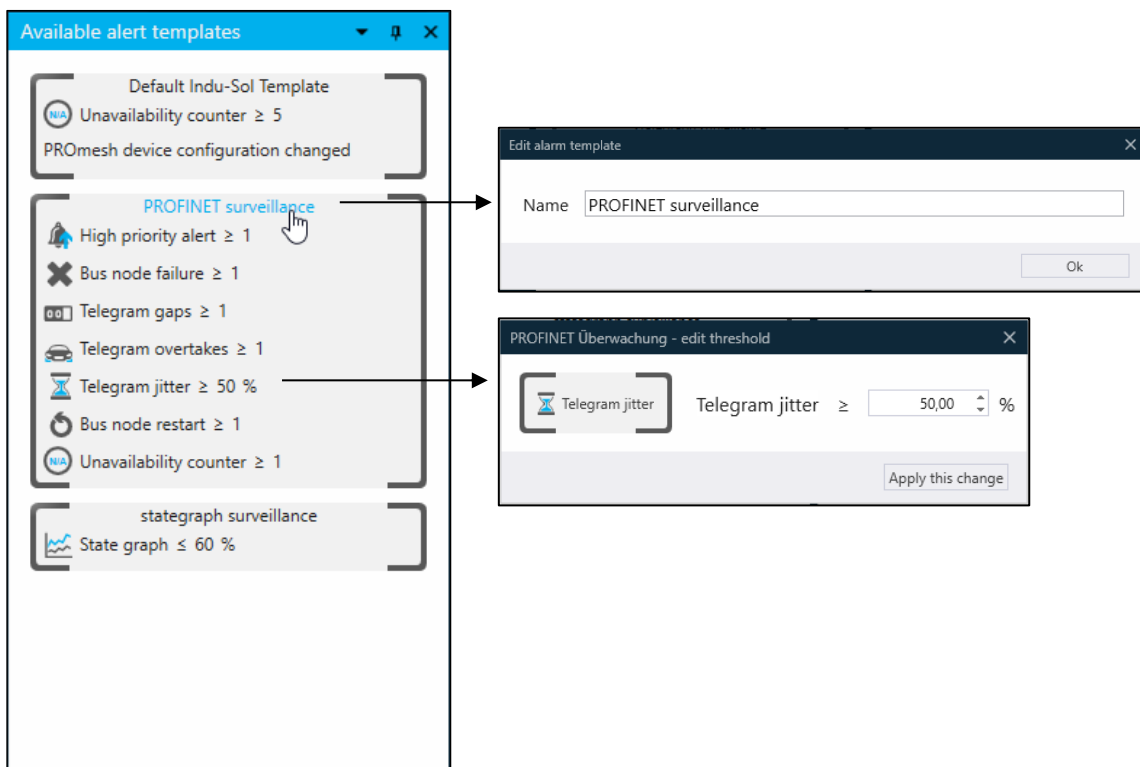 Available alert templates
Default Indu-Sol Template
N/A Unavailability counter ≥ 5
PROmesh device configuration changed
PROFINET surveillance
High priority alert ≥ 1
Bus node failure ≥ 1
00 Telegram gaps ≥ 1
Telegram overtakes ≥ 1
Telegram jitter ≥ 50 %
Bus node restart ≥ 1
N/A Unavailability counter ≥ 1
stategraph surveillance
State graph ≤ 60 %
Edit alarm template
Name PROFINET surveillance
Ok
PROFINET Überwachung - edit threshold
Telegram jitter Telegram jitter ≥ 50,00 %
Apply this change